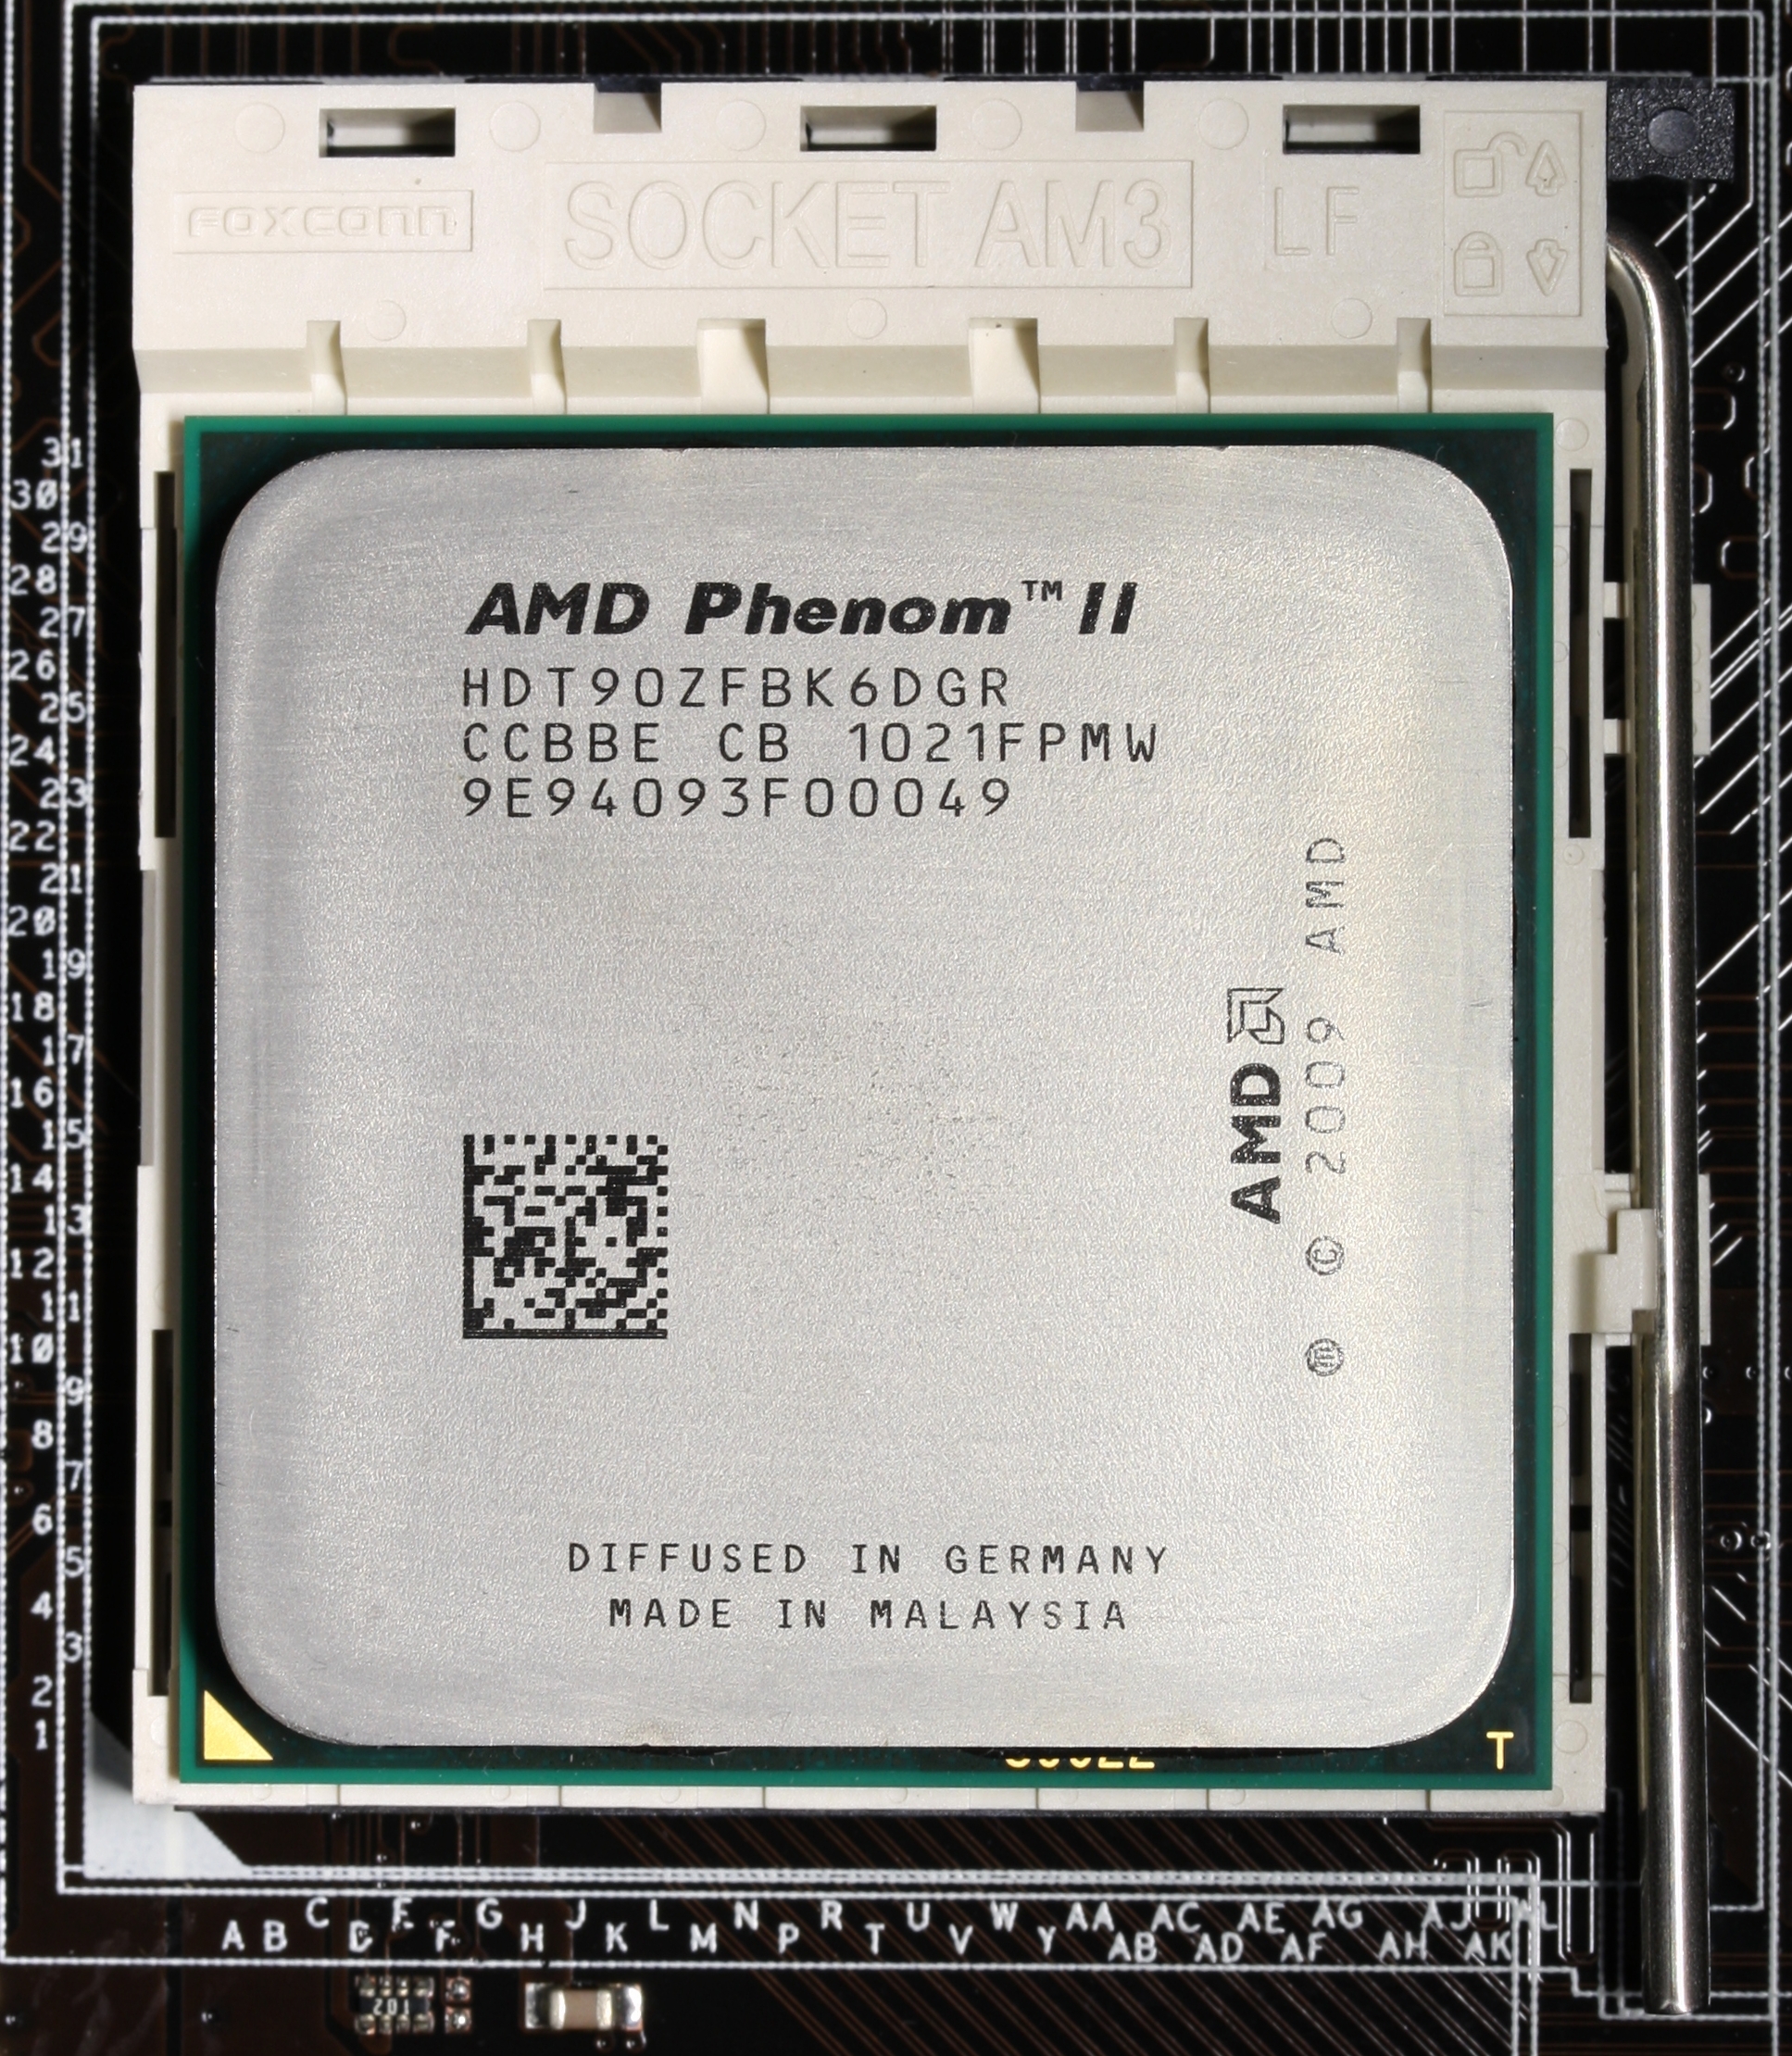 FOXCONN
SOCKET AM3
LF
AMD Phenom™ II
HDT90ZFBK6DGR
CCBBE CB 1021FPMW
9E94093F00049
AMD
ⓜ © 2009 AMD
DIFFUSED IN GERMANY
MADE IN MALAYSIA
T
31
30
29
28
27
26
25
24
23
22
21
20
19
18
17
16
15
14
13
12
11
10
9
8
7
6
5
4
3
2
1
C E G J L N R U W AA AC AE AG AJ AL
A B D F H K M P T V Y AB AD AF AH AK
201